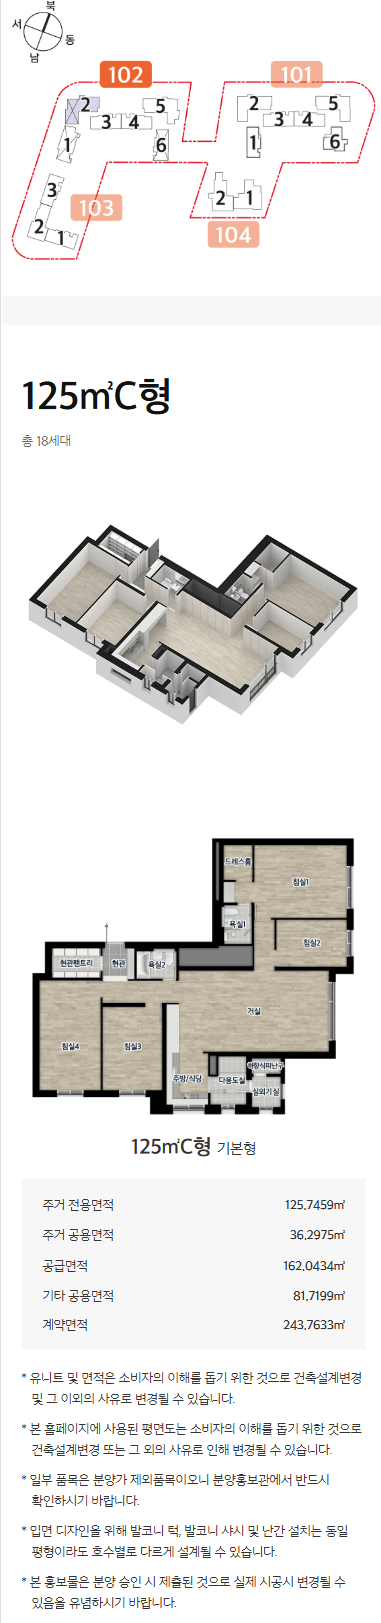 북
서
동
남
102
101
2
5
3
4
1
6
2
5
3
4
1
6
3
103
2
1
2
1
104
125㎡C형
총 18세대
드레스룸
침실1
욕실1
침실2
현관팬트리
현관
욕실2
거실
침실4
침실3
주방/식당
다용도실
하향식피난구
실외기실
125㎡C형 기본형
주거 전용면적 125.7459㎡
주거 공용면적 36.2975㎡
공급면적 162.0434㎡
기타 공용면적 81.7199㎡
계약면적 243.7633㎡
* 유니트 및 면적은 소비자의 이해를 돕기 위한 것으로 건축설계변경
및 그 이외의 사유로 변경될 수 있습니다.
* 본 홈페이지에 사용된 평면도는 소비자의 이해를 돕기 위한 것으로
건축설계변경 또는 그 외의 사유로 인해 변경될 수 있습니다.
* 일부 품목은 분양가 제외품목이오니 분양홍보관에서 반드시
확인하시기 바랍니다.
* 입면 디자인을 위해 발코니 턱, 발코니 샤시 및 난간 설치는 동일
평형이라도 호수별로 다르게 설계될 수 있습니다.
* 본 홍보물은 분양 승인 시 제출된 것으로 실제 시공시 변경될 수
있음을 유념하시기 바랍니다.